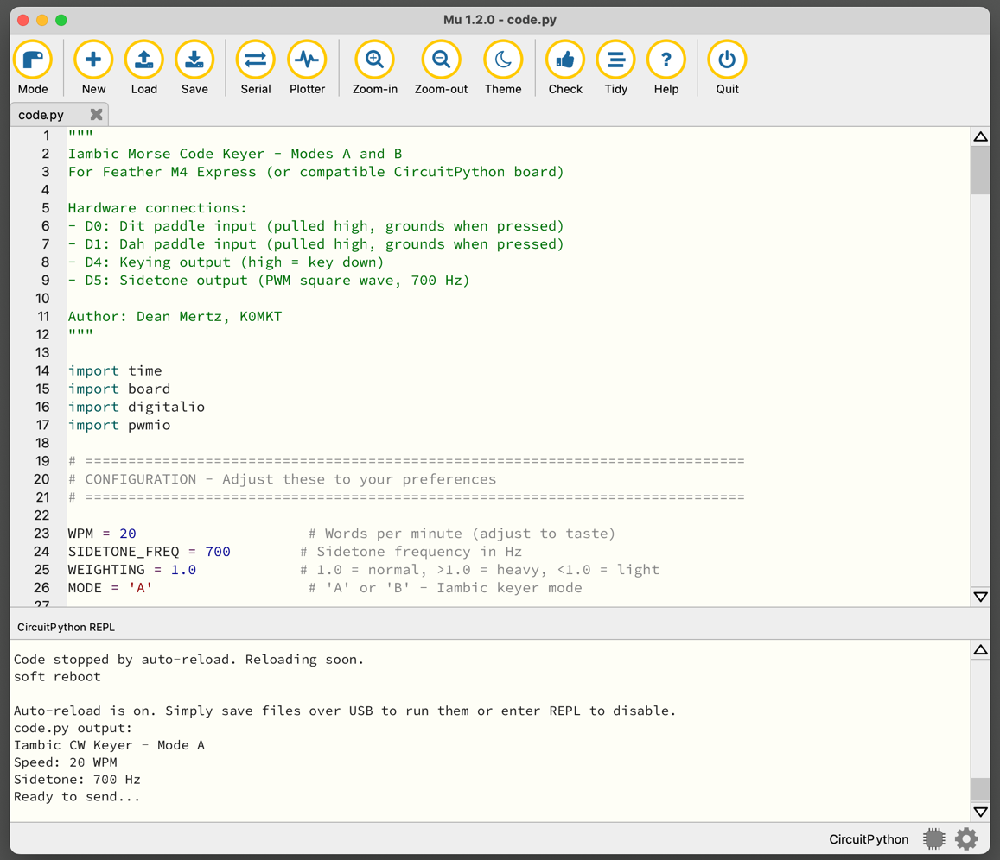 Mu 1.2.0 - code.py
Mode New Load Save Serial Plotter Zoom-in Zoom-out Theme Check Tidy Help Quit
code.py
1 """
2 Iambic Morse Code Keyer - Modes A and B
3 For Feather M4 Express (or compatible CircuitPython board)
4
5 Hardware connections:
6 - D0: Dit paddle input (pulled high, grounds when pressed)
7 - D1: Dah paddle input (pulled high, grounds when pressed)
8 - D4: Keying output (high = key down)
9 - D5: Sidetone output (PWM square wave, 700 Hz)
10
11 Author: Dean Mertz, K0MKT
12 """
13
14 import time
15 import board
16 import digitalio
17 import pwmio
18
19 # =============================================================================
20 # CONFIGURATION - Adjust these to your preferences
21 # =============================================================================
22
23 WPM = 20                    # Words per minute (adjust to taste)
24 SIDETONE_FREQ = 700        # Sidetone frequency in Hz
25 WEIGHTING = 1.0            # 1.0 = normal, >1.0 = heavy, <1.0 = light
26 MODE = 'A'                  # 'A' or 'B' - Iambic keyer mode
27
CircuitPython REPL
Code stopped by auto-reload. Reloading soon.
soft reboot
Auto-reload is on. Simply save files over USB to run them or enter REPL to disable.
code.py output:
Iambic CW Keyer - Mode A
Speed: 20 WPM
Sidetone: 700 Hz
Ready to send...
CircuitPython